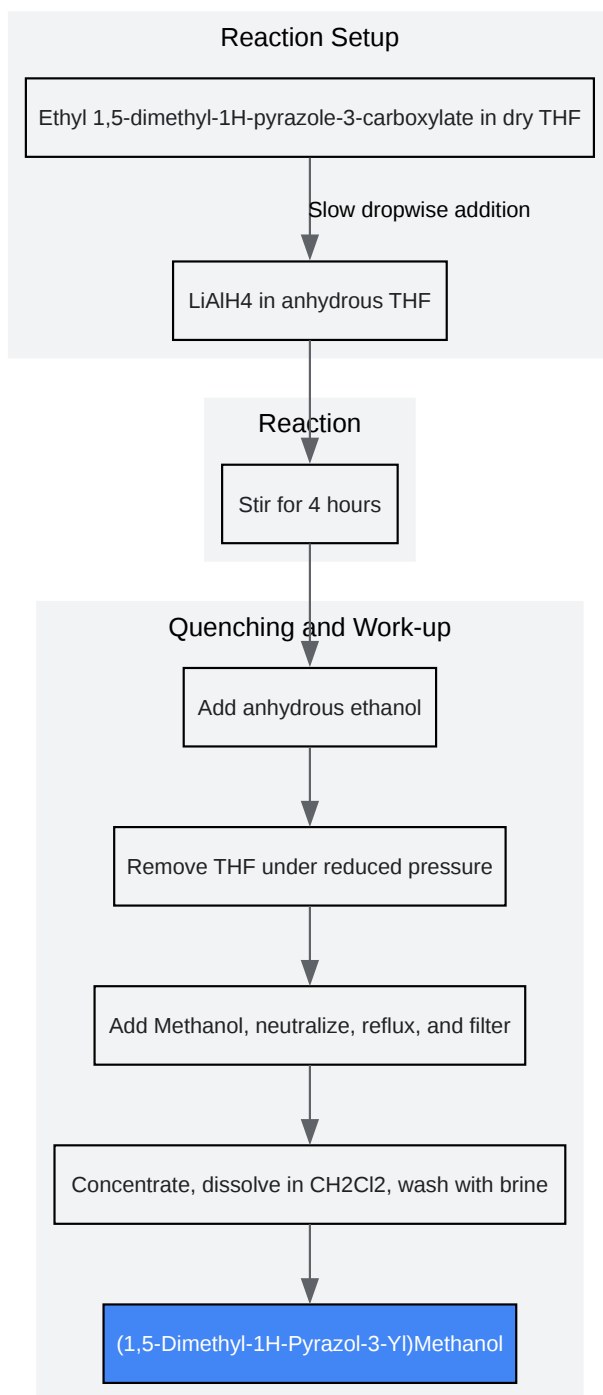 Reaction Setup
Ethyl 1,5-dimethyl-1H-pyrazole-3-carboxylate in dry THF
Slow dropwise addition
LiAlH4 in anhydrous THF
Reaction
Stir for 4 hours
Quenching and Work-up
Add anhydrous ethanol
Remove THF under reduced pressure
Add Methanol, neutralize, reflux, and filter
Concentrate, dissolve in CH2Cl2, wash with brine
(1,5-Dimethyl-1H-Pyrazol-3-Yl)Methanol